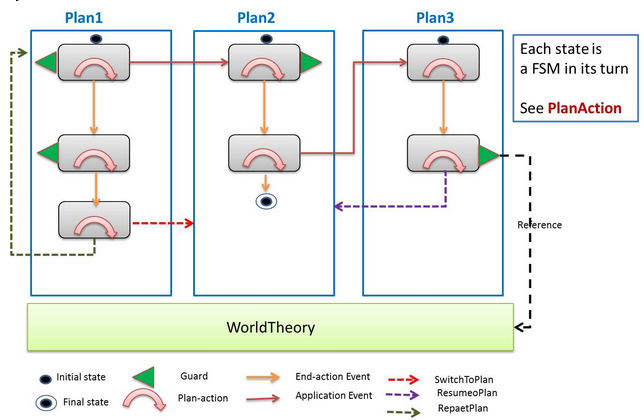 Plan1
Plan2
Plan3
Each state is
a FSM in its turn
See PlanAction
Reference
WorldTheory
Initial state
Guard
End-action Event
SwitchToPlan
Final state
Plan-action
Application Event
ResumeoPlan
RepaetPlan